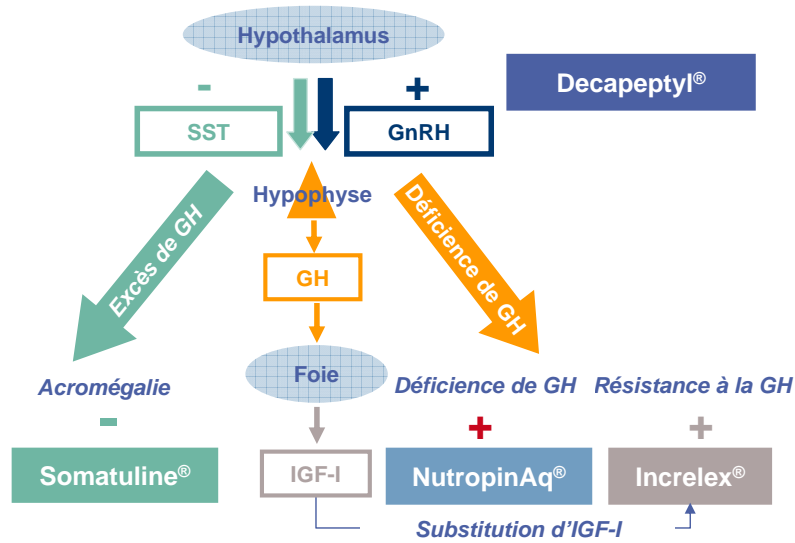 Hypothalamus
-
+
Decapeptyl®
SST
GnRH
Hypophyse
Excès de GH
Déficience de GH
GH
Foie
Acromégalie
Déficience de GH
Résistance à la GH
-
+
+
Somatuline®
IGF-I
NutropinAq®
Increlex®
Substitution d'IGF-I